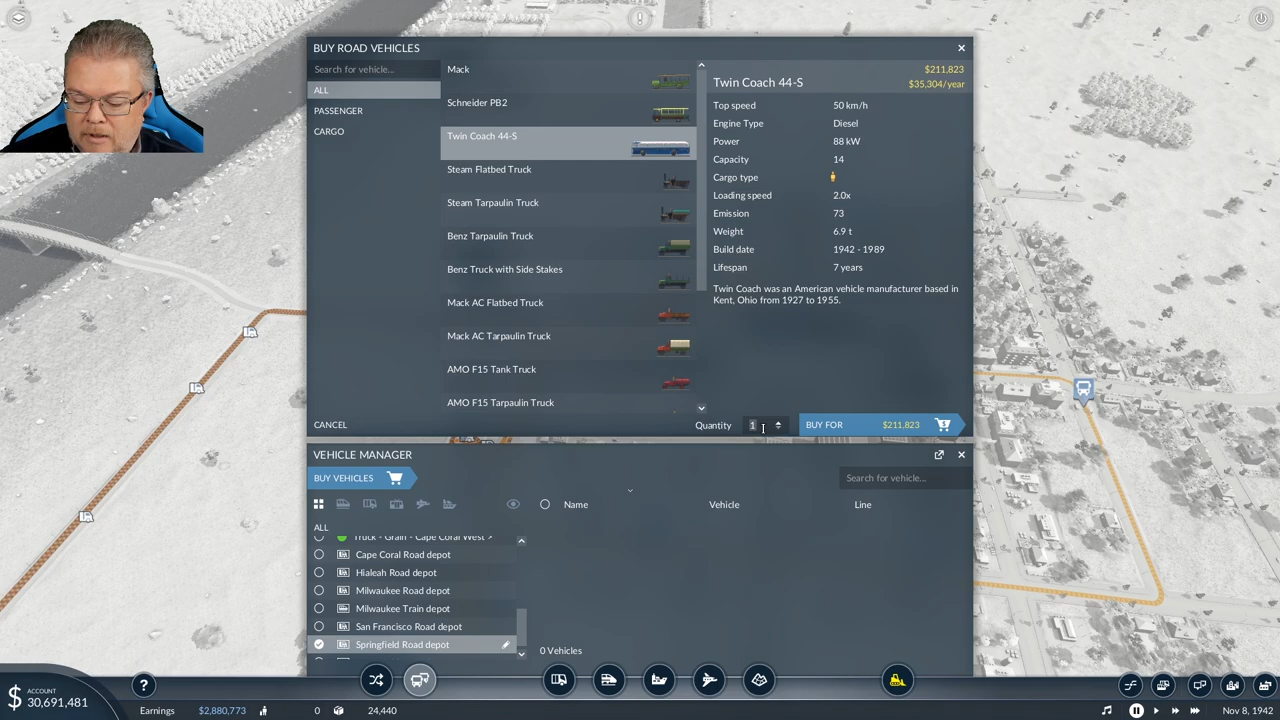 BUY ROAD VEHICLES
Search for vehicle...
ALL
PASSENGER
CARGO
Mack
Schneider PB2
Twin Coach 44-S
Steam Flatbed Truck
Steam Tarpaulin Truck
Benz Tarpaulin Truck
Benz Truck with Side Stakes
Mack AC Flatbed Truck
Mack AC Tarpaulin Truck
AMO F15 Tank Truck
AMO F15 Tarpaulin Truck
$211,823
Twin Coach 44-S
$35,304/year
Top speed 50 km/h
Engine Type Diesel
Power 88 kW
Capacity 14
Cargo type
Loading speed 2.0x
Emission 73
Weight 6.9 t
Build date 1942 - 1989
Lifespan 7 years
Twin Coach was an American vehicle manufacturer based in
Kent, Ohio from 1927 to 1955.
CANCEL
Quantity 1
BUY FOR $211,823
VEHICLE MANAGER
BUY VEHICLES
Search for vehicle...
Name Vehicle Line
ALL
Truck - Grain - Cape Coral West >
Cape Coral Road depot
Hialeah Road depot
Milwaukee Road depot
Milwaukee Train depot
San Francisco Road depot
Springfield Road depot
0 Vehicles
$ ACCOUNT
30,691,481
?
Earnings $2,880,773 0 24,440
Nov 8, 1942